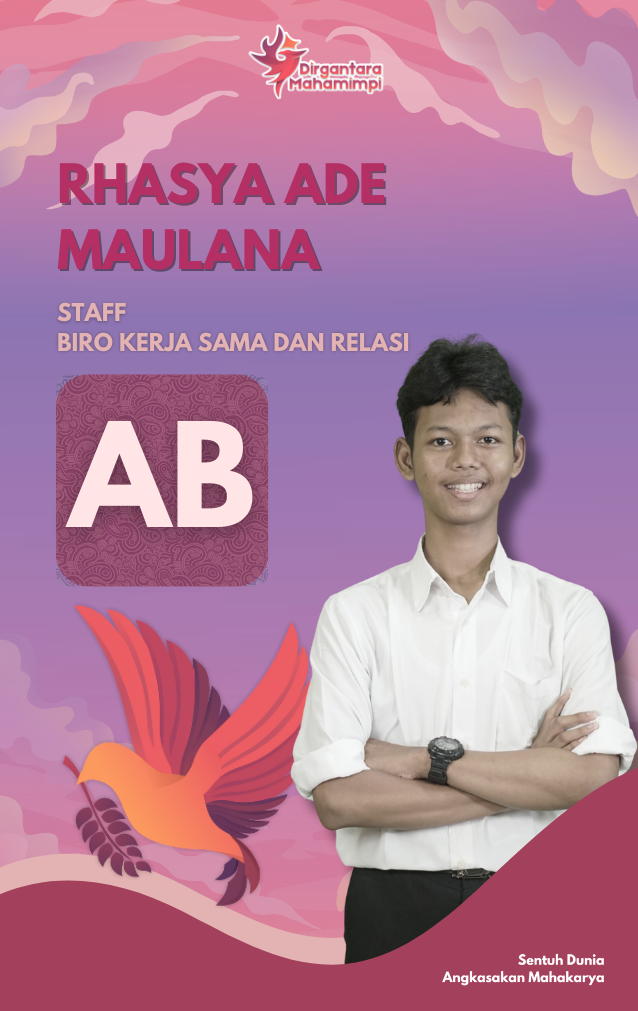 Dirgantara
Mahamimpi
RHASYA ADE
MAULANA
STAFF
BIRO KERJA SAMA DAN RELASI
AB
Sentuh Dunia
Angkasakan Mahakarya